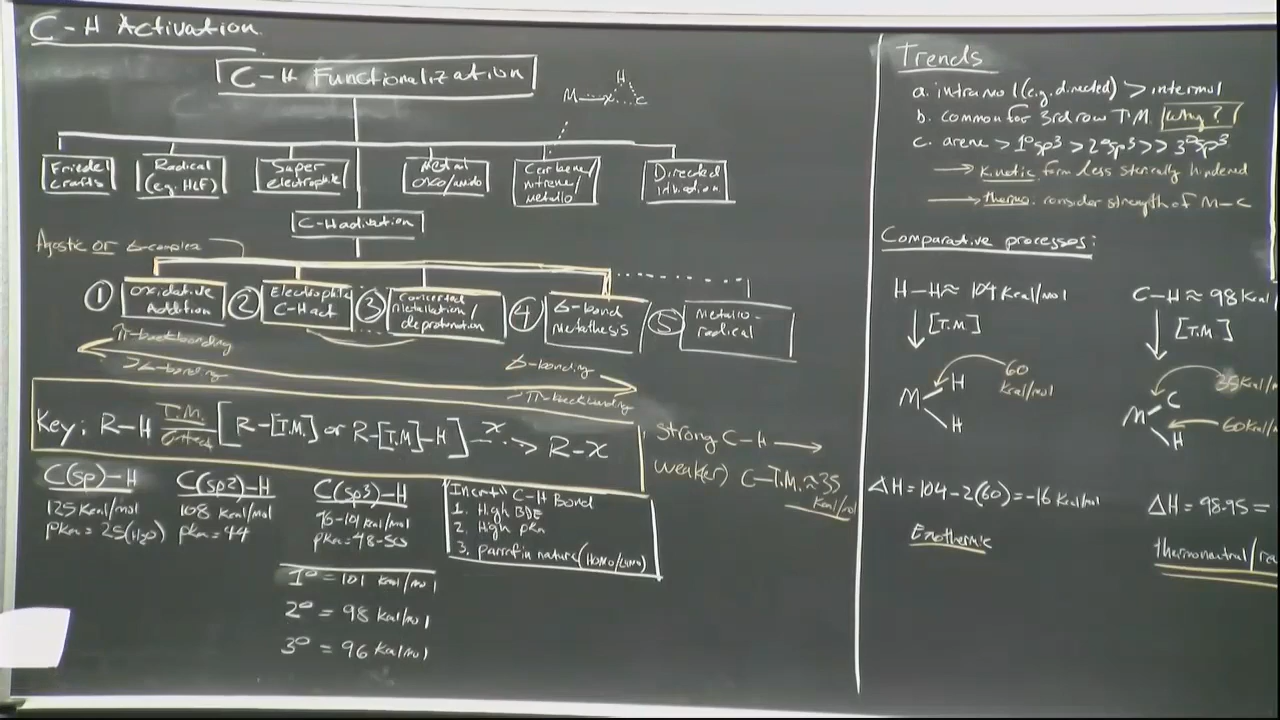 C-H Activation
C-H Functionalization
M X H C
Friedel crafts
Radical (e.g. HLF)
Super electrophile
Metal oxo/imido
Carbene/ nitrene/ metallo
Directed
C-H activation
Agostic or σ-complex
1 Oxidative Addition
2 Electrophilic C-H act
3 Concerted metallation/ deprotonation
4 σ-bond metathesis
5 metallo-radical
π-backbonding
σ-bonding
σ-bonding
π-backbonding
Key: R-H T.M. [R-[T.M.] or R-[T.M]-H] X R-X
strong C-H →
weak(er) C-T.M. ≈ 35 Kcal/mol
C(sp)-H
125 Kcal/mol
pKa = 25 (H2O)
C(sp2)-H
108 Kcal/mol
pKa = 44
C(sp3)-H
96-101 Kcal/mol
pKa = 48-50
1° = 101 Kcal/mol
2° = 98 Kcal/mol
3° = 96 Kcal/mol
C-H Bond
1. High BDE
2. High pKa
3. parrafin nature (HOMO/LUMO)
Trends
a. intramol (e.g. directed) > intermol
b. common for 3rd row T.M. Why?
c. arene > 1° sp3 > 2° sp3 >> 3° sp3
→ Kinetic form less sterically hindered
→ thermo. consider strength of M-C
Comparative processes:
H-H ≈ 104 Kcal/mol
[T.M]
M H H
60 Kcal/mol
ΔH = 104-2(60) = -16 Kcal/mol
Exothermic
C-H ≈ 98 Kcal
[T.M]
M C H
35 Kcal/
60 Kcal/
ΔH = 98-95 =
thermoneutral/